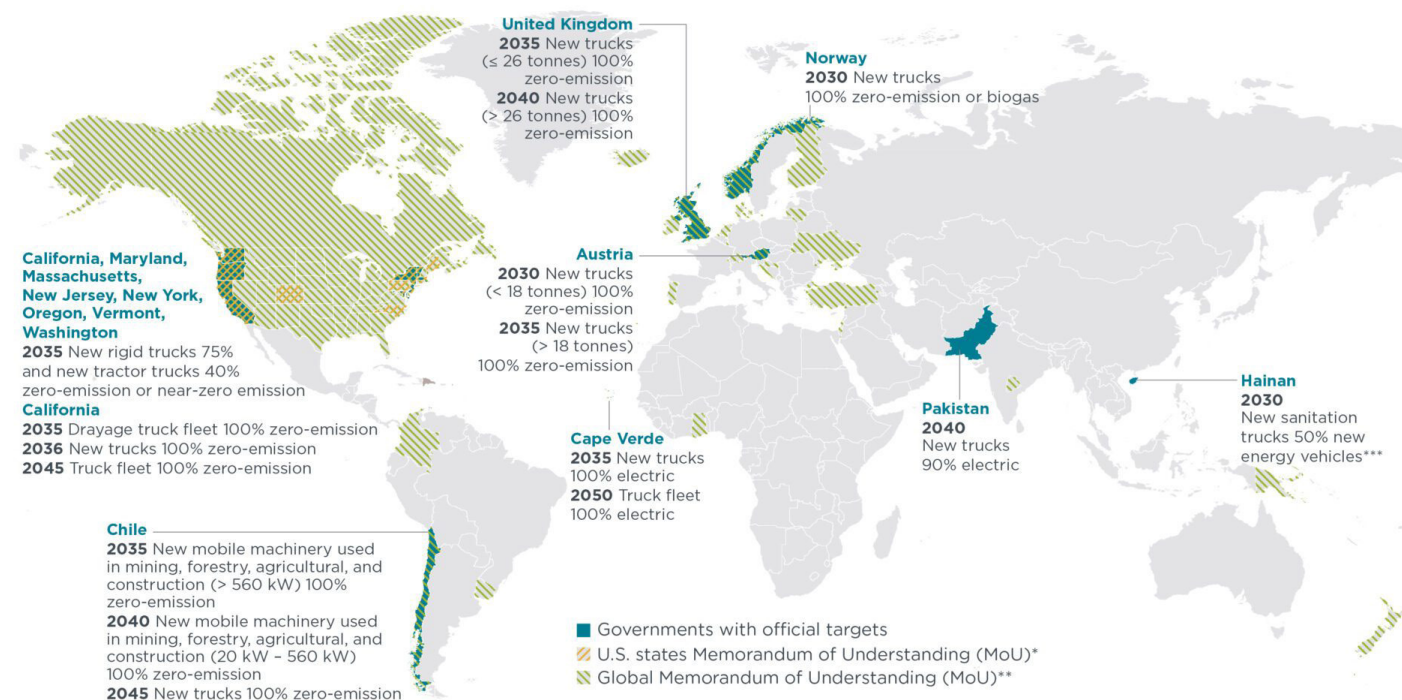 United Kingdom
2035 New trucks
(≤ 26 tonnes) 100%
zero-emission
2040 New trucks
(> 26 tonnes) 100%
zero-emission
Norway
2030 New trucks
100% zero-emission or biogas
California, Maryland,
Massachusetts,
New Jersey, New York,
Oregon, Vermont,
Washington
2035 New rigid trucks 75%
and new tractor trucks 40%
zero-emission or near-zero emission
California
2035 Drayage truck fleet 100% zero-emission
2036 New trucks 100% zero-emission
2045 Truck fleet 100% zero-emission
Austria
2030 New trucks
(< 18 tonnes) 100%
zero-emission
2035 New trucks
(> 18 tonnes)
100% zero-emission
Cape Verde
2035 New trucks
100% electric
2050 Truck fleet
100% electric
Pakistan
2040
New trucks
90% electric
Hainan
2030
New sanitation
trucks 50% new
energy vehicles***
Chile
2035 New mobile machinery used
in mining, forestry, agricultural, and
construction (> 560 kW) 100%
zero-emission
2040 New mobile machinery used
in mining, forestry, agricultural, and
construction (20 kW – 560 kW)
100% zero-emission
2045 New trucks 100% zero-emission
Governments with official targets
U.S. states Memorandum of Understanding (MoU)*
Global Memorandum of Understanding (MoU)**